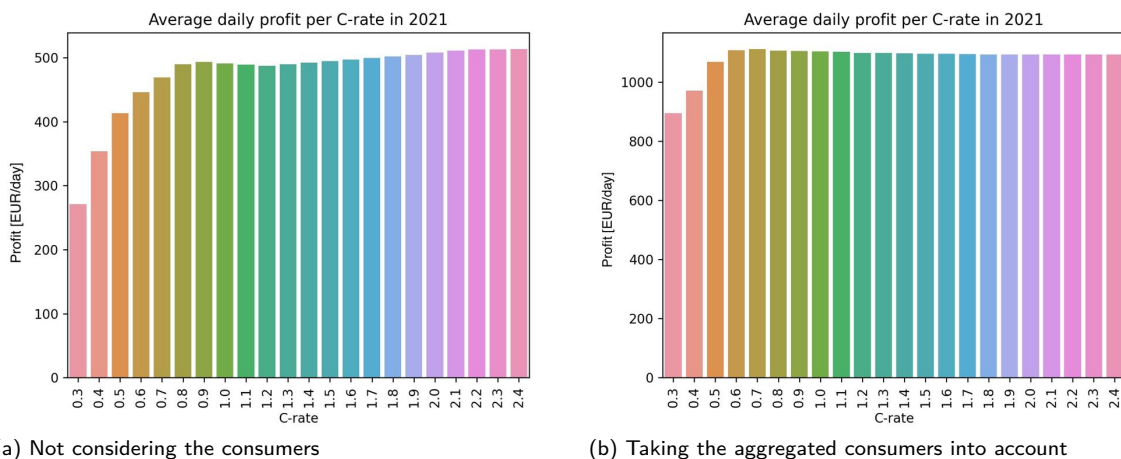 Average daily profit per C-rate in 2021
Profit [EUR/day]
500
400
300
200
100
0
0.3 0.4 0.5 0.6 0.7 0.8 0.9 1.0 1.1 1.2 1.3 1.4 1.5 1.6 1.7 1.8 1.9 2.0 2.1 2.2 2.3 2.4
C-rate
a) Not considering the consumers
Average daily profit per C-rate in 2021
Profit [EUR/day]
1000
800
600
400
200
0
0.3 0.4 0.5 0.6 0.7 0.8 0.9 1.0 1.1 1.2 1.3 1.4 1.5 1.6 1.7 1.8 1.9 2.0 2.1 2.2 2.3 2.4
C-rate
(b) Taking the aggregated consumers into account